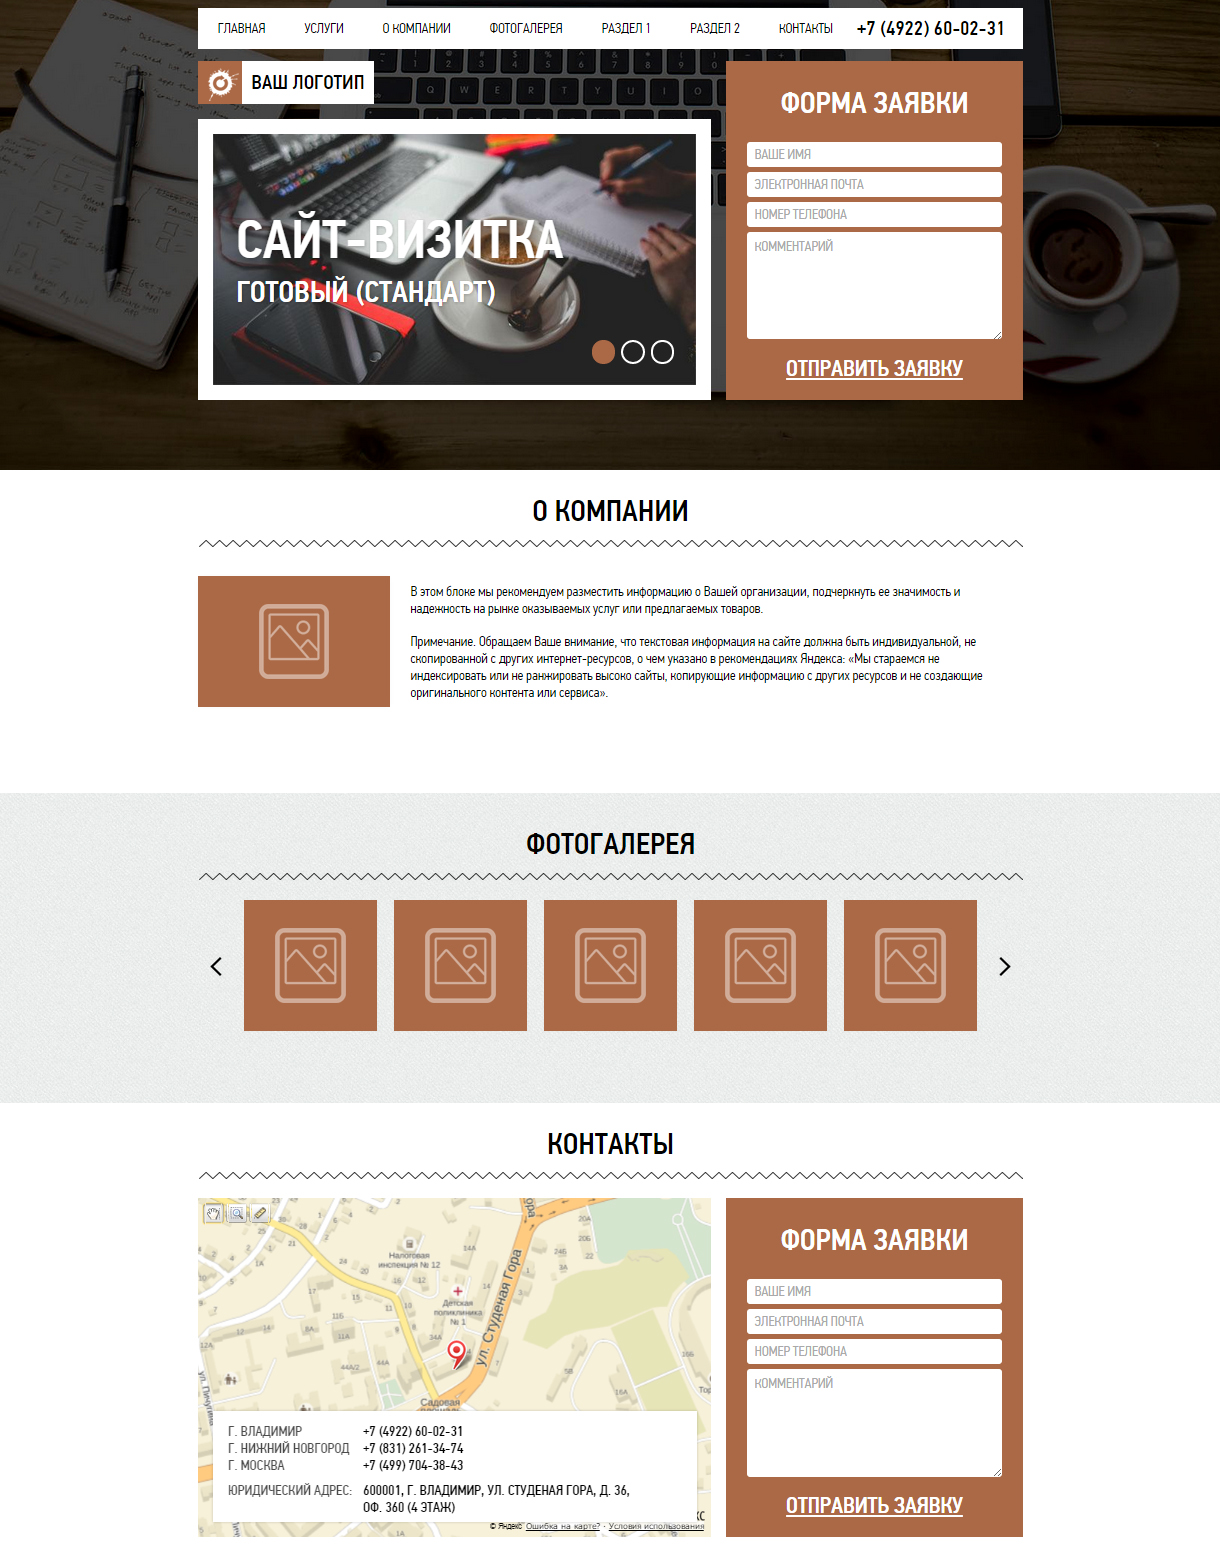 ГЛАВНАЯ УСЛУГИ О КОМПАНИИ ФОТОГАЛЕРЕЯ РАЗДЕЛ 1 РАЗДЕЛ 2 КОНТАКТЫ +7 (4922) 60-02-31
ВАШ ЛОГОТИП
САЙТ-ВИЗИТКА
ГОТОВЫЙ (СТАНДАРТ)
ФОРМА ЗАЯВКИ
ВАШЕ ИМЯ
ЭЛЕКТРОННАЯ ПОЧТА
НОМЕР ТЕЛЕФОНА
КОММЕНТАРИЙ
ОТПРАВИТЬ ЗАЯВКУ
О КОМПАНИИ
В этом блоке мы рекомендуем разместить информацию о Вашей организации, подчеркнуть ее значимость и
надежность на рынке оказываемых услуг или предлагаемых товаров.
Примечание. Обращаем Ваше внимание, что текстовая информация на сайте должна быть индивидуальной, не
скопированной с других интернет-ресурсов, о чем указано в рекомендациях Яндекса: «Мы стараемся не
индексировать или не ранжировать высоко сайты, копирующие информацию с других ресурсов и не создающие
оригинального контента или сервиса».
ФОТОГАЛЕРЕЯ
КОНТАКТЫ
Налоговая
инспекция № 12
Детская
поликлиника
№ 1
ул. Студеная Гора
ул. Пичугина
Садовая
Г. ВЛАДИМИР +7 (4922) 60-02-31
Г. НИЖНИЙ НОВГОРОД +7 (831) 261-34-74
Г. МОСКВА +7 (499) 704-38-43
ЮРИДИЧЕСКИЙ АДРЕС: 600001, Г. ВЛАДИМИР, УЛ. СТУДЕНАЯ ГОРА, Д. 36,
ОФ. 360 (4 ЭТАЖ)
© Яндекс Ошибка на карте? · Условия использования
ФОРМА ЗАЯВКИ
ВАШЕ ИМЯ
ЭЛЕКТРОННАЯ ПОЧТА
НОМЕР ТЕЛЕФОНА
КОММЕНТАРИЙ
ОТПРАВИТЬ ЗАЯВКУ